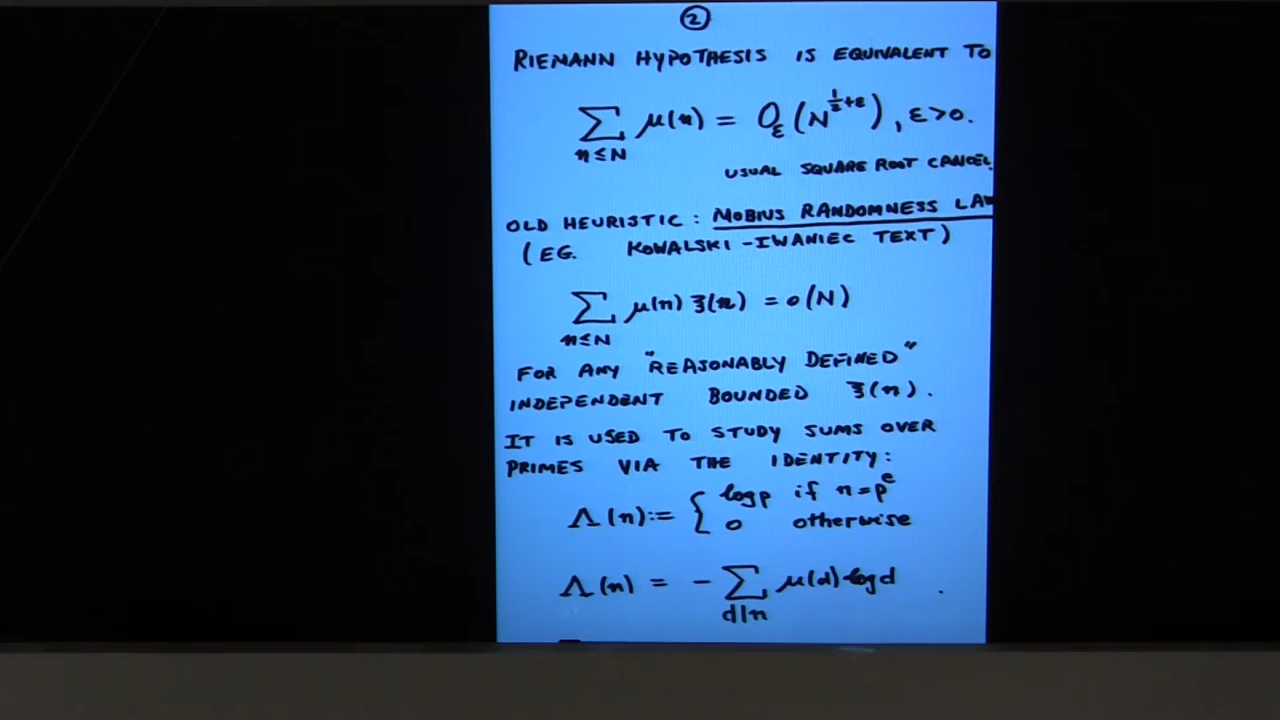 ②
RIEMANN HYPOTHESIS IS EQUIVALENT TO
∑_{n≤N} μ(n) = O_ε(N^{1/2+ε}), ε>0.
USUAL SQUARE ROOT CANCEL.
OLD HEURISTIC: MOBIUS RANDOMNESS LAW
(EG. KOWALSKI-IWANIEC TEXT)
∑_{n≤N} μ(n) ξ(n) = o(N)
FOR ANY "REASONABLY DEFINED"
INDEPENDENT BOUNDED ξ(n).
IT IS USED TO STUDY SUMS OVER
PRIMES VIA THE IDENTITY:
Λ(n) := { log p if n=p^e
0 otherwise
Λ(n) = - ∑_{d|n} μ(d) log d .